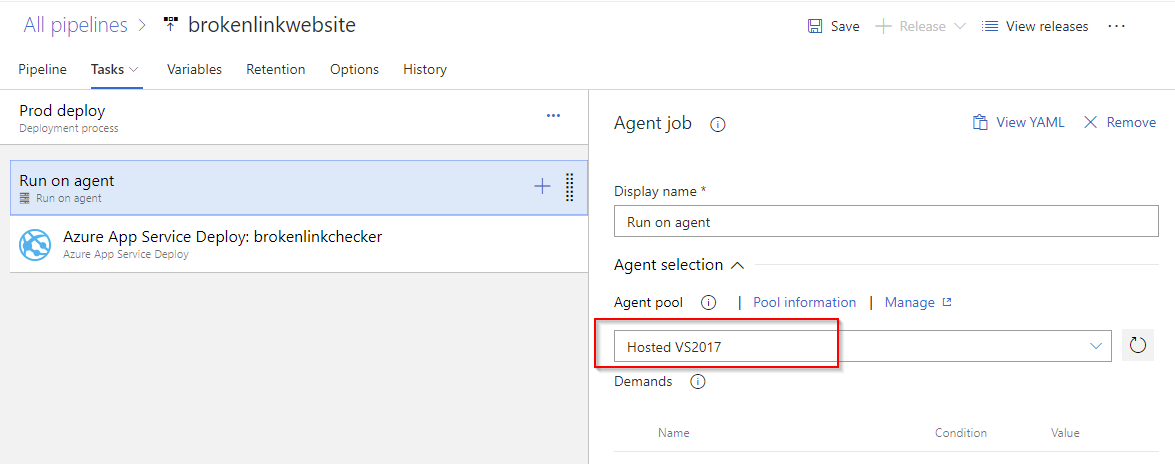 All pipelines > brokenlinkwebsite
Save + Release View releases ...
Pipeline Tasks Variables Retention Options History
Prod deploy
Deployment process
...
Run on agent
Run on agent
Azure App Service Deploy: brokenlinkchecker
Azure App Service Deploy
Agent job
View YAML Remove
Display name *
Run on agent
Agent selection
Agent pool | Pool information | Manage
Hosted VS2017
Demands
Name Condition Value